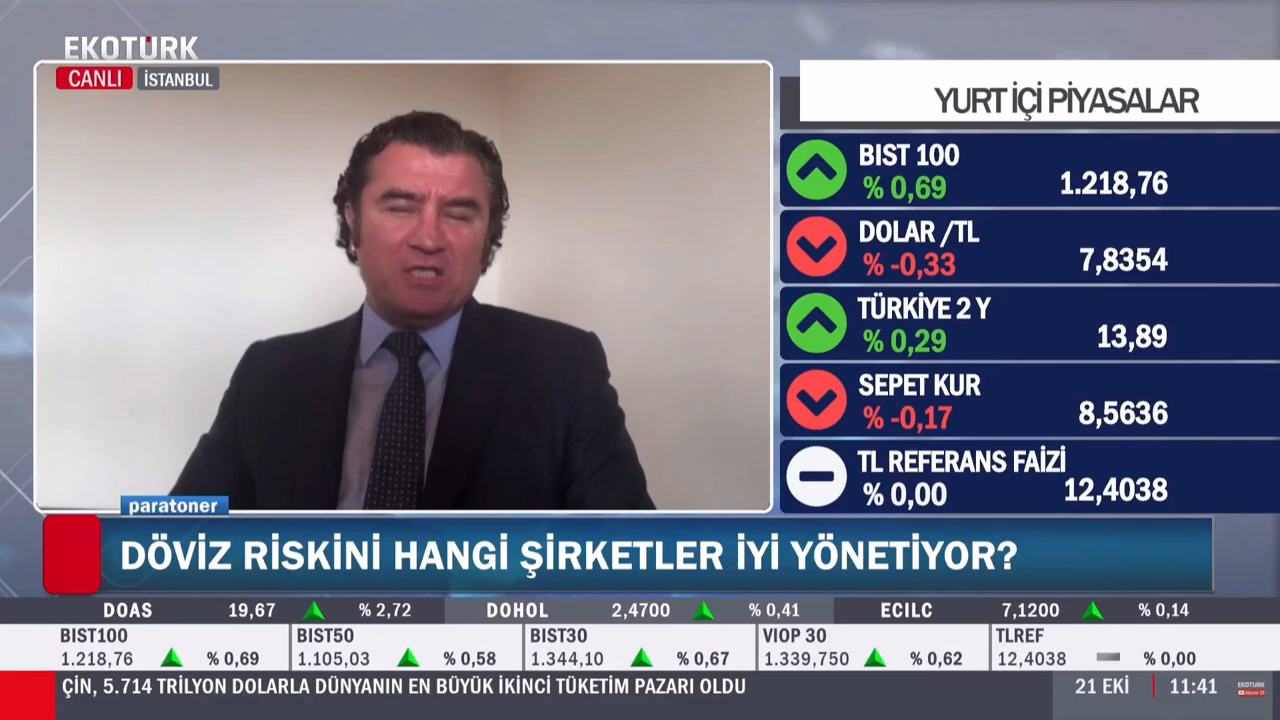 EKOTÜRK
CANLI İSTANBUL
YURT İÇİ PİYASALAR
BIST 100
% 0,69 1.218,76
DOLAR /TL
% -0,33 7,8354
TÜRKİYE 2 Y
% 0,29 13,89
SEPET KUR
% -0,17 8,5636
TL REFERANS FAİZİ
% 0,00 12,4038
paratoner
DÖVİZ RİSKİNİ HANGİ ŞİRKETLER İYİ YÖNETİYOR?
DOAS 19,67 % 2,72 DOHOL 2,4700 % 0,41 ECILC 7,1200 % 0,14
BIST100 BIST50 BIST30 VIOP 30 TLREF
1.218,76 % 0,69 1.105,03 % 0,58 1.344,10 % 0,67 1.339,750 % 0,62 12,4038 % 0,00
ÇİN, 5.714 TRİLYON DOLARLA DÜNYANIN EN BÜYÜK İKİNCİ TÜKETİM PAZARI OLDU 21 EKİ 11:41 EKOTÜRK
Abone Ol